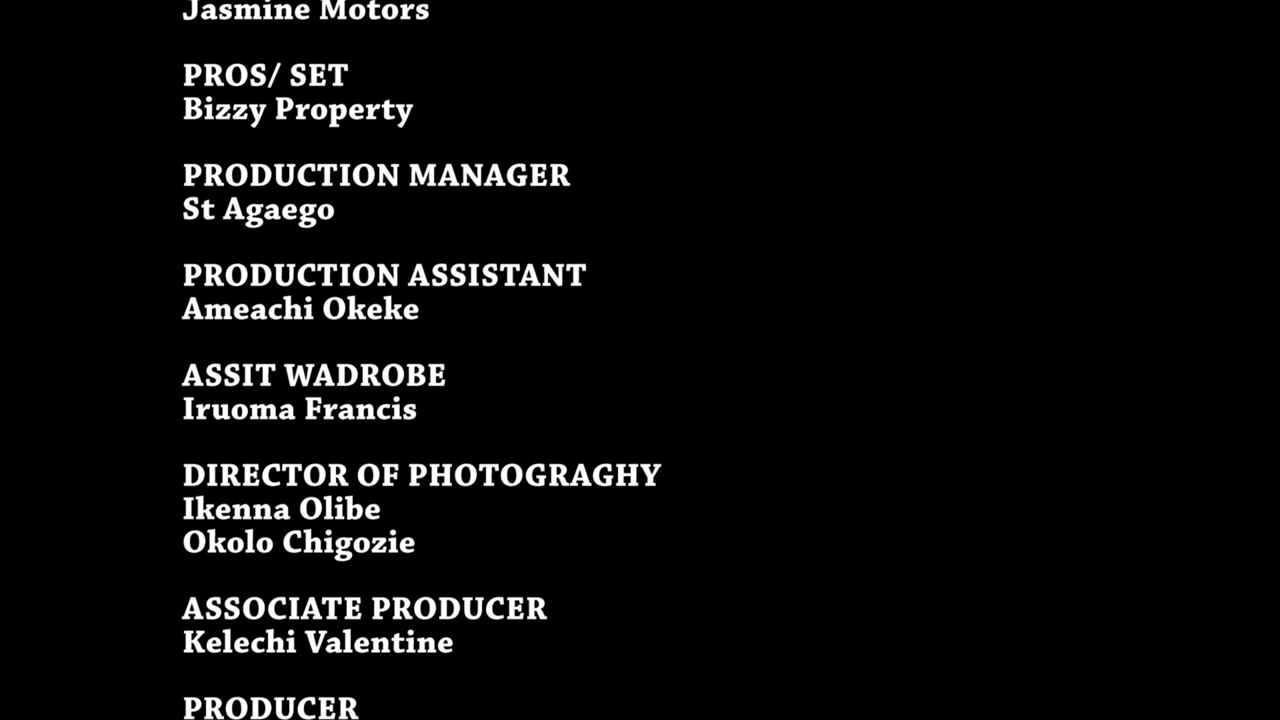 Jasmine Motors
PROS/ SET
Bizzy Property
PRODUCTION MANAGER
St Agaego
PRODUCTION ASSISTANT
Ameachi Okeke
ASSIT WADROBE
Iruoma Francis
DIRECTOR OF PHOTOGRAGHY
Ikenna Olibe
Okolo Chigozie
ASSOCIATE PRODUCER
Kelechi Valentine
PRODUCER